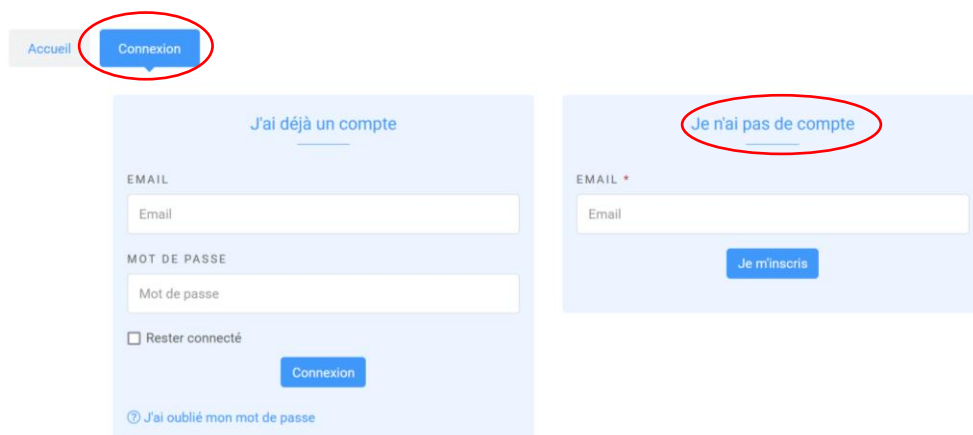 Accueil
Connexion
J'ai déjà un compte
EMAIL
Email
MOT DE PASSE
Mot de passe
Rester connecté
Connexion
J'ai oublié mon mot de passe
Je n'ai pas de compte
EMAIL *
Email
Je m'inscris